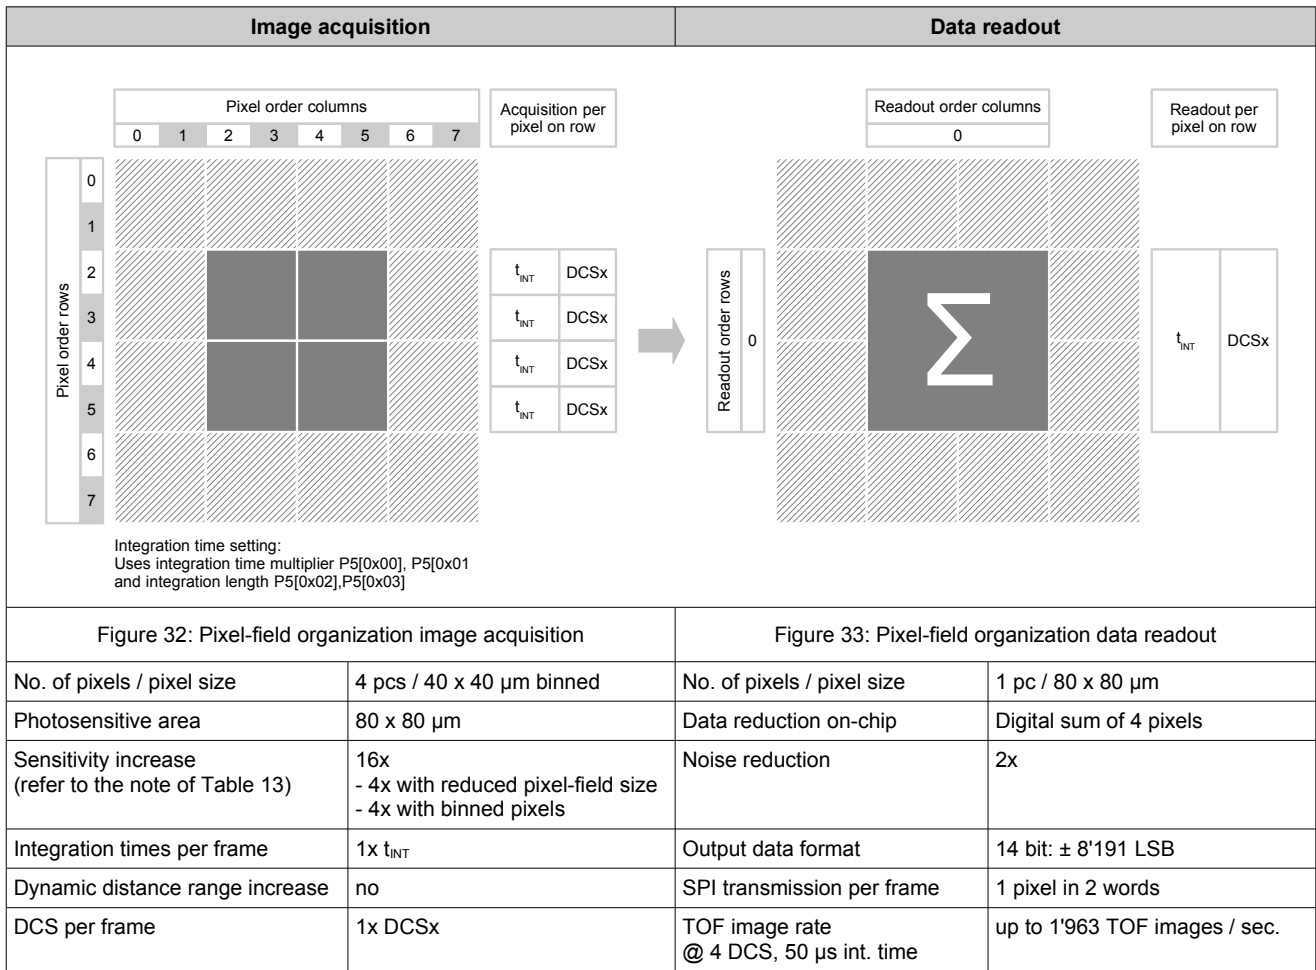 Image acquisition
Data readout
Pixel order columns
0 1 2 3 4 5 6 7
Acquisition per
pixel on row
Readout order columns
0
Readout per
pixel on row
Pixel order rows
0
1
2
3
4
5
6
7
tINT DCSx
tINT DCSx
tINT DCSx
tINT DCSx
Readout order rows
0
Σ
tINT DCSx
Integration time setting:
Uses integration time multiplier P5[0x00], P5[0x01
and integration length P5[0x02],P5[0x03]
Figure 32: Pixel-field organization image acquisition
Figure 33: Pixel-field organization data readout
No. of pixels / pixel size
4 pcs / 40 x 40 µm binned
No. of pixels / pixel size
1 pc / 80 x 80 µm
Photosensitive area
80 x 80 µm
Data reduction on-chip
Digital sum of 4 pixels
Sensitivity increase
(refer to the note of Table 13)
16x
- 4x with reduced pixel-field size
- 4x with binned pixels
Noise reduction
2x
Integration times per frame
1x tINT
Output data format
14 bit: ± 8'191 LSB
Dynamic distance range increase
no
SPI transmission per frame
1 pixel in 2 words
DCS per frame
1x DCSx
TOF image rate
@ 4 DCS, 50 µs int. time
up to 1'963 TOF images / sec.